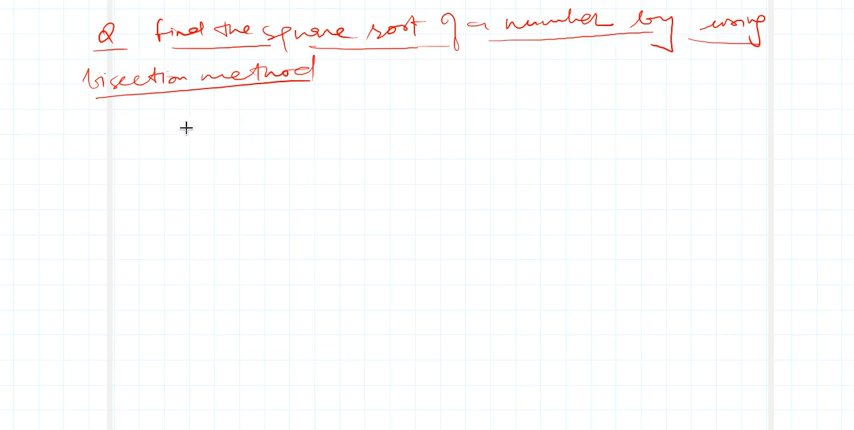 Q find the square root of a number by using
bisection method